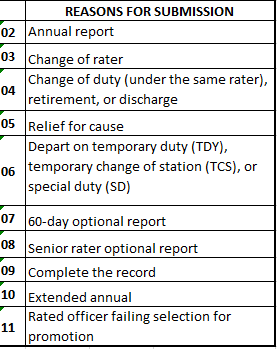 REASONS FOR SUBMISSION
02 Annual report
03 Change of rater
04 Change of duty (under the same rater),
retirement, or discharge
05 Relief for cause
06 Depart on temporary duty (TDY),
temporary change of station (TCS), or
special duty (SD)
07 60-day optional report
08 Senior rater optional report
09 Complete the record
10 Extended annual
11 Rated officer failing selection for
promotion